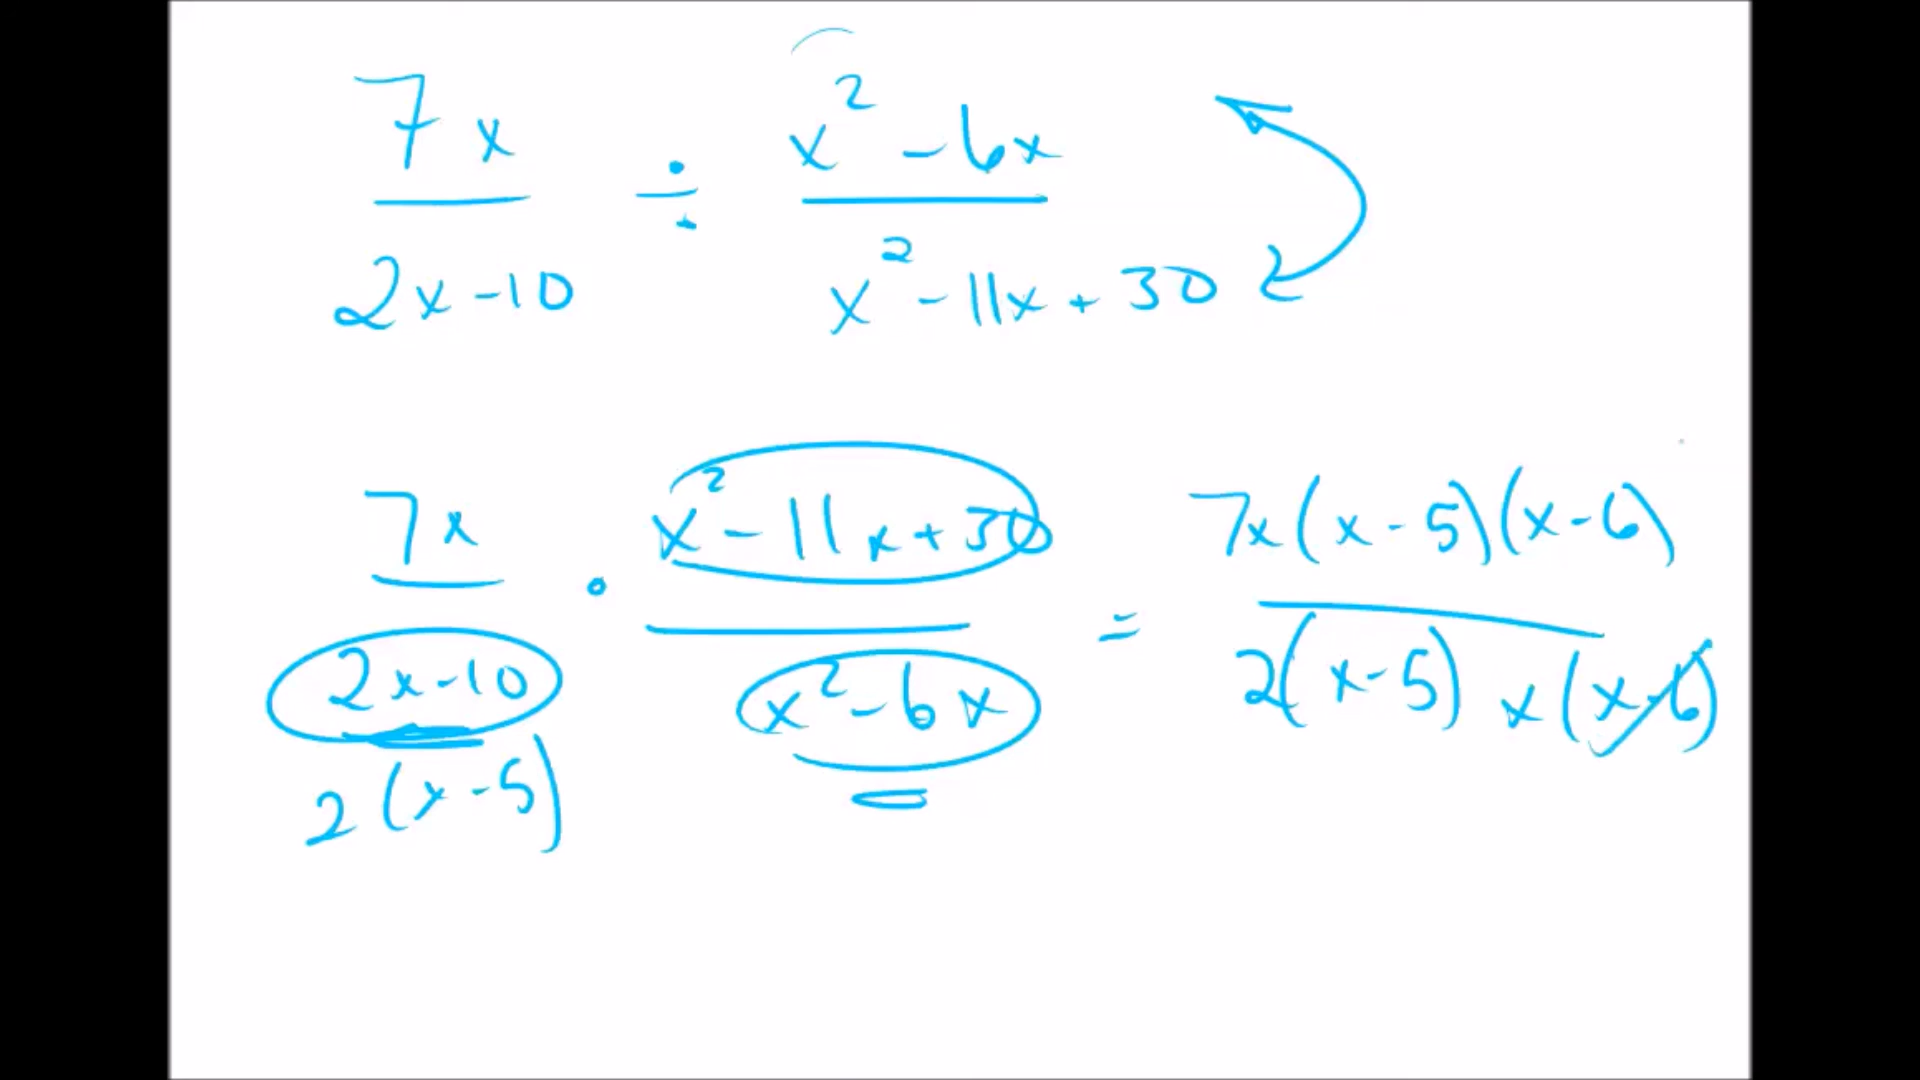 7x / 2x-10 ÷ x² - 6x / x² - 11x + 30
7x / 2x-10 · x² - 11x + 30 / x² - 6x = 7x(x-5)(x-6) / 2(x-5) x(x-6)
2(x-5)